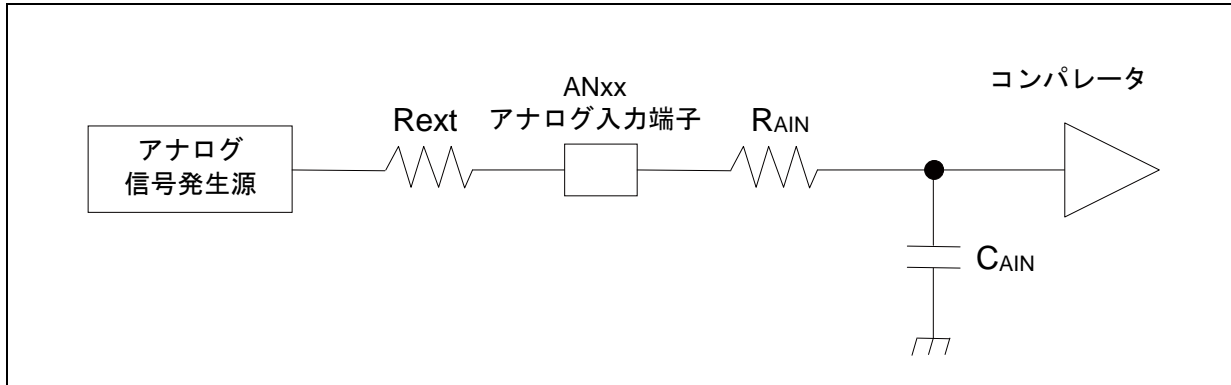 コンパレータ
ANxx
アナログ入力端子
Rext
RAIN
アナログ
信号発生源
CAIN